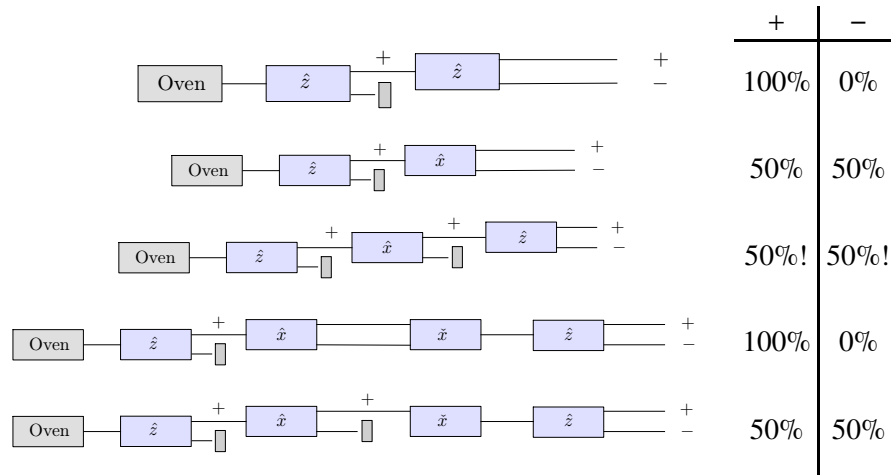 + −
Oven ẑ + ẑ + − 100% 0%
Oven ẑ + x̂ + − 50% 50%
Oven ẑ + x̂ + ẑ + − 50%! 50%!
Oven ẑ + x̂ x̌ ẑ + − 100% 0%
Oven ẑ + x̂ + x̌ ẑ + − 50% 50%